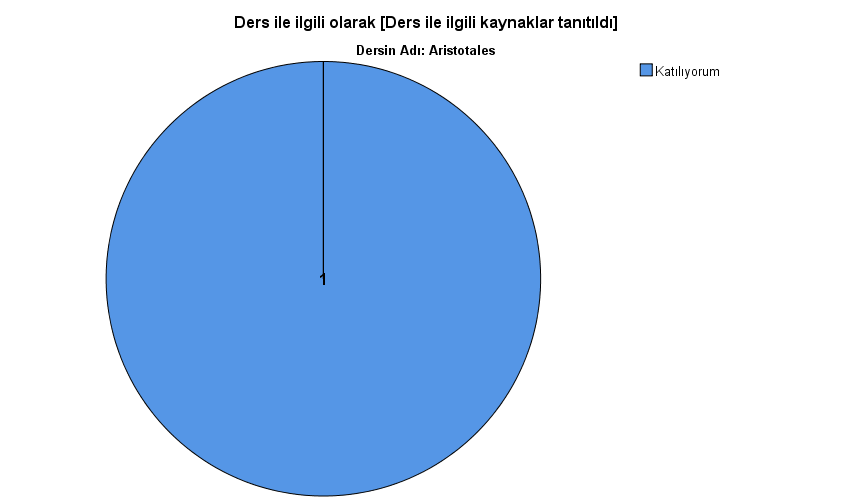 Ders ile ilgili olarak [Ders ile ilgili kaynaklar tanıtıldı]
Dersin Adı: Aristotales
Katılıyorum
1